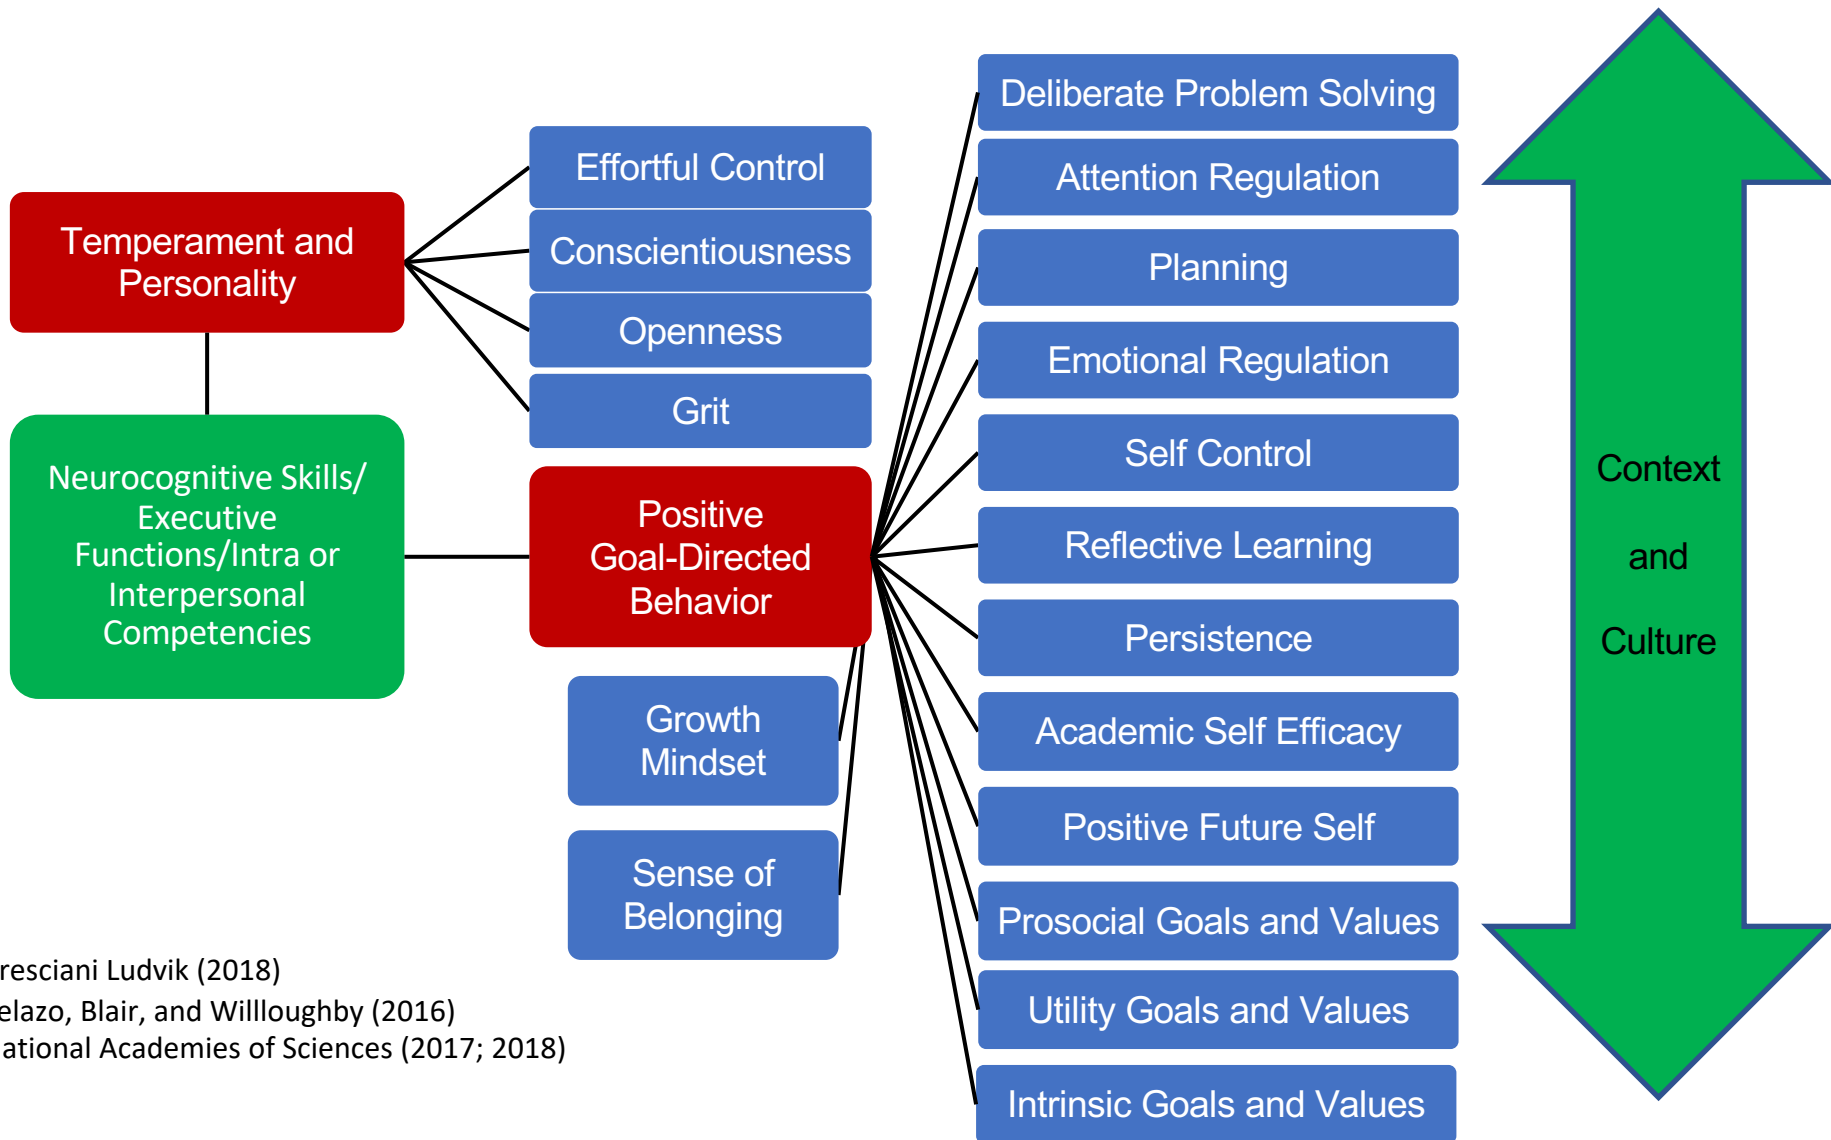 Temperament and
Personality
Neurocognitive Skills/
Executive
Functions/Intra or
Interpersonal
Competencies
Effortful Control
Conscientiousness
Openness
Grit
Positive
Goal-Directed
Behavior
Growth
Mindset
Sense of
Belonging
Deliberate Problem Solving
Attention Regulation
Planning
Emotional Regulation
Self Control
Reflective Learning
Persistence
Academic Self Efficacy
Positive Future Self
Prosocial Goals and Values
Utility Goals and Values
Intrinsic Goals and Values
Context
and
Culture
resciani Ludvik (2018)
elazo, Blair, and Willloughby (2016)
ational Academies of Sciences (2017; 2018)